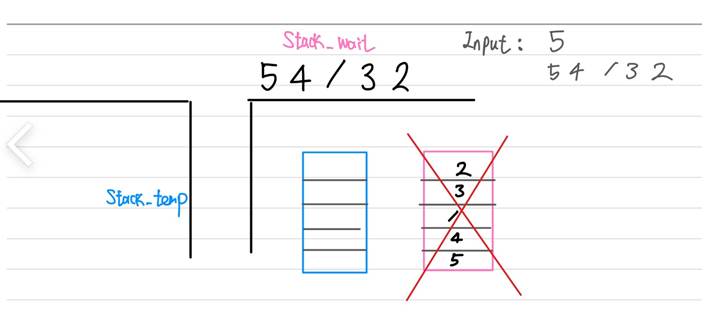 Stack_wait
Input : 5
54/32
54/32
Stack_temp
2
3
/
4
5